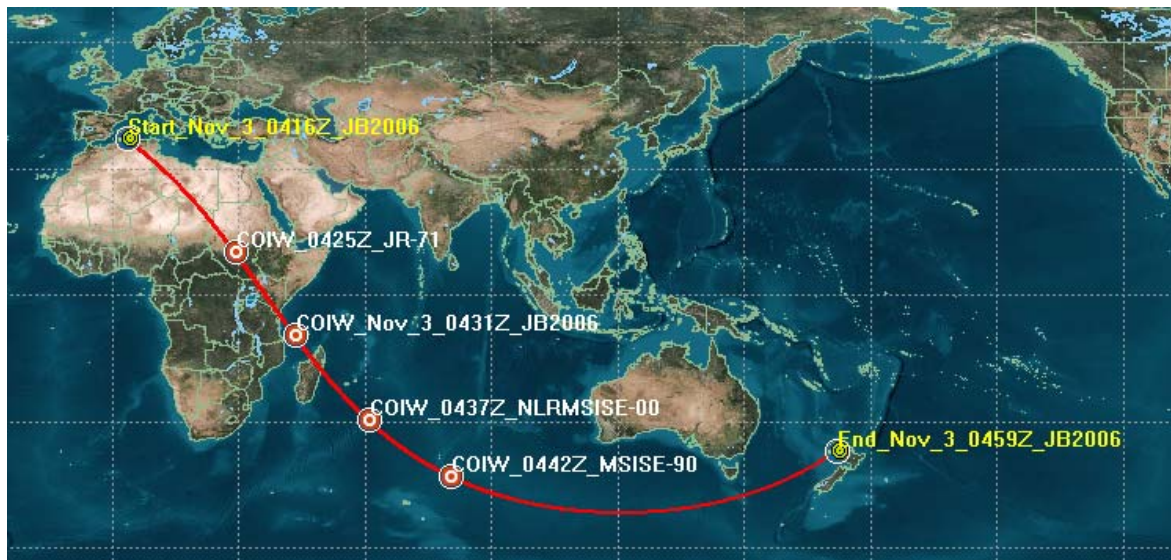 Start_Nov_3_0416Z_JB2006
COIW_0425Z_JR-71
COIW_Nov_3_0431Z_JB2006
COIW_0437Z_NLRMSISE-00
End_Nov_3_0459Z_JB2006
COIW_0442Z_MSISE-90